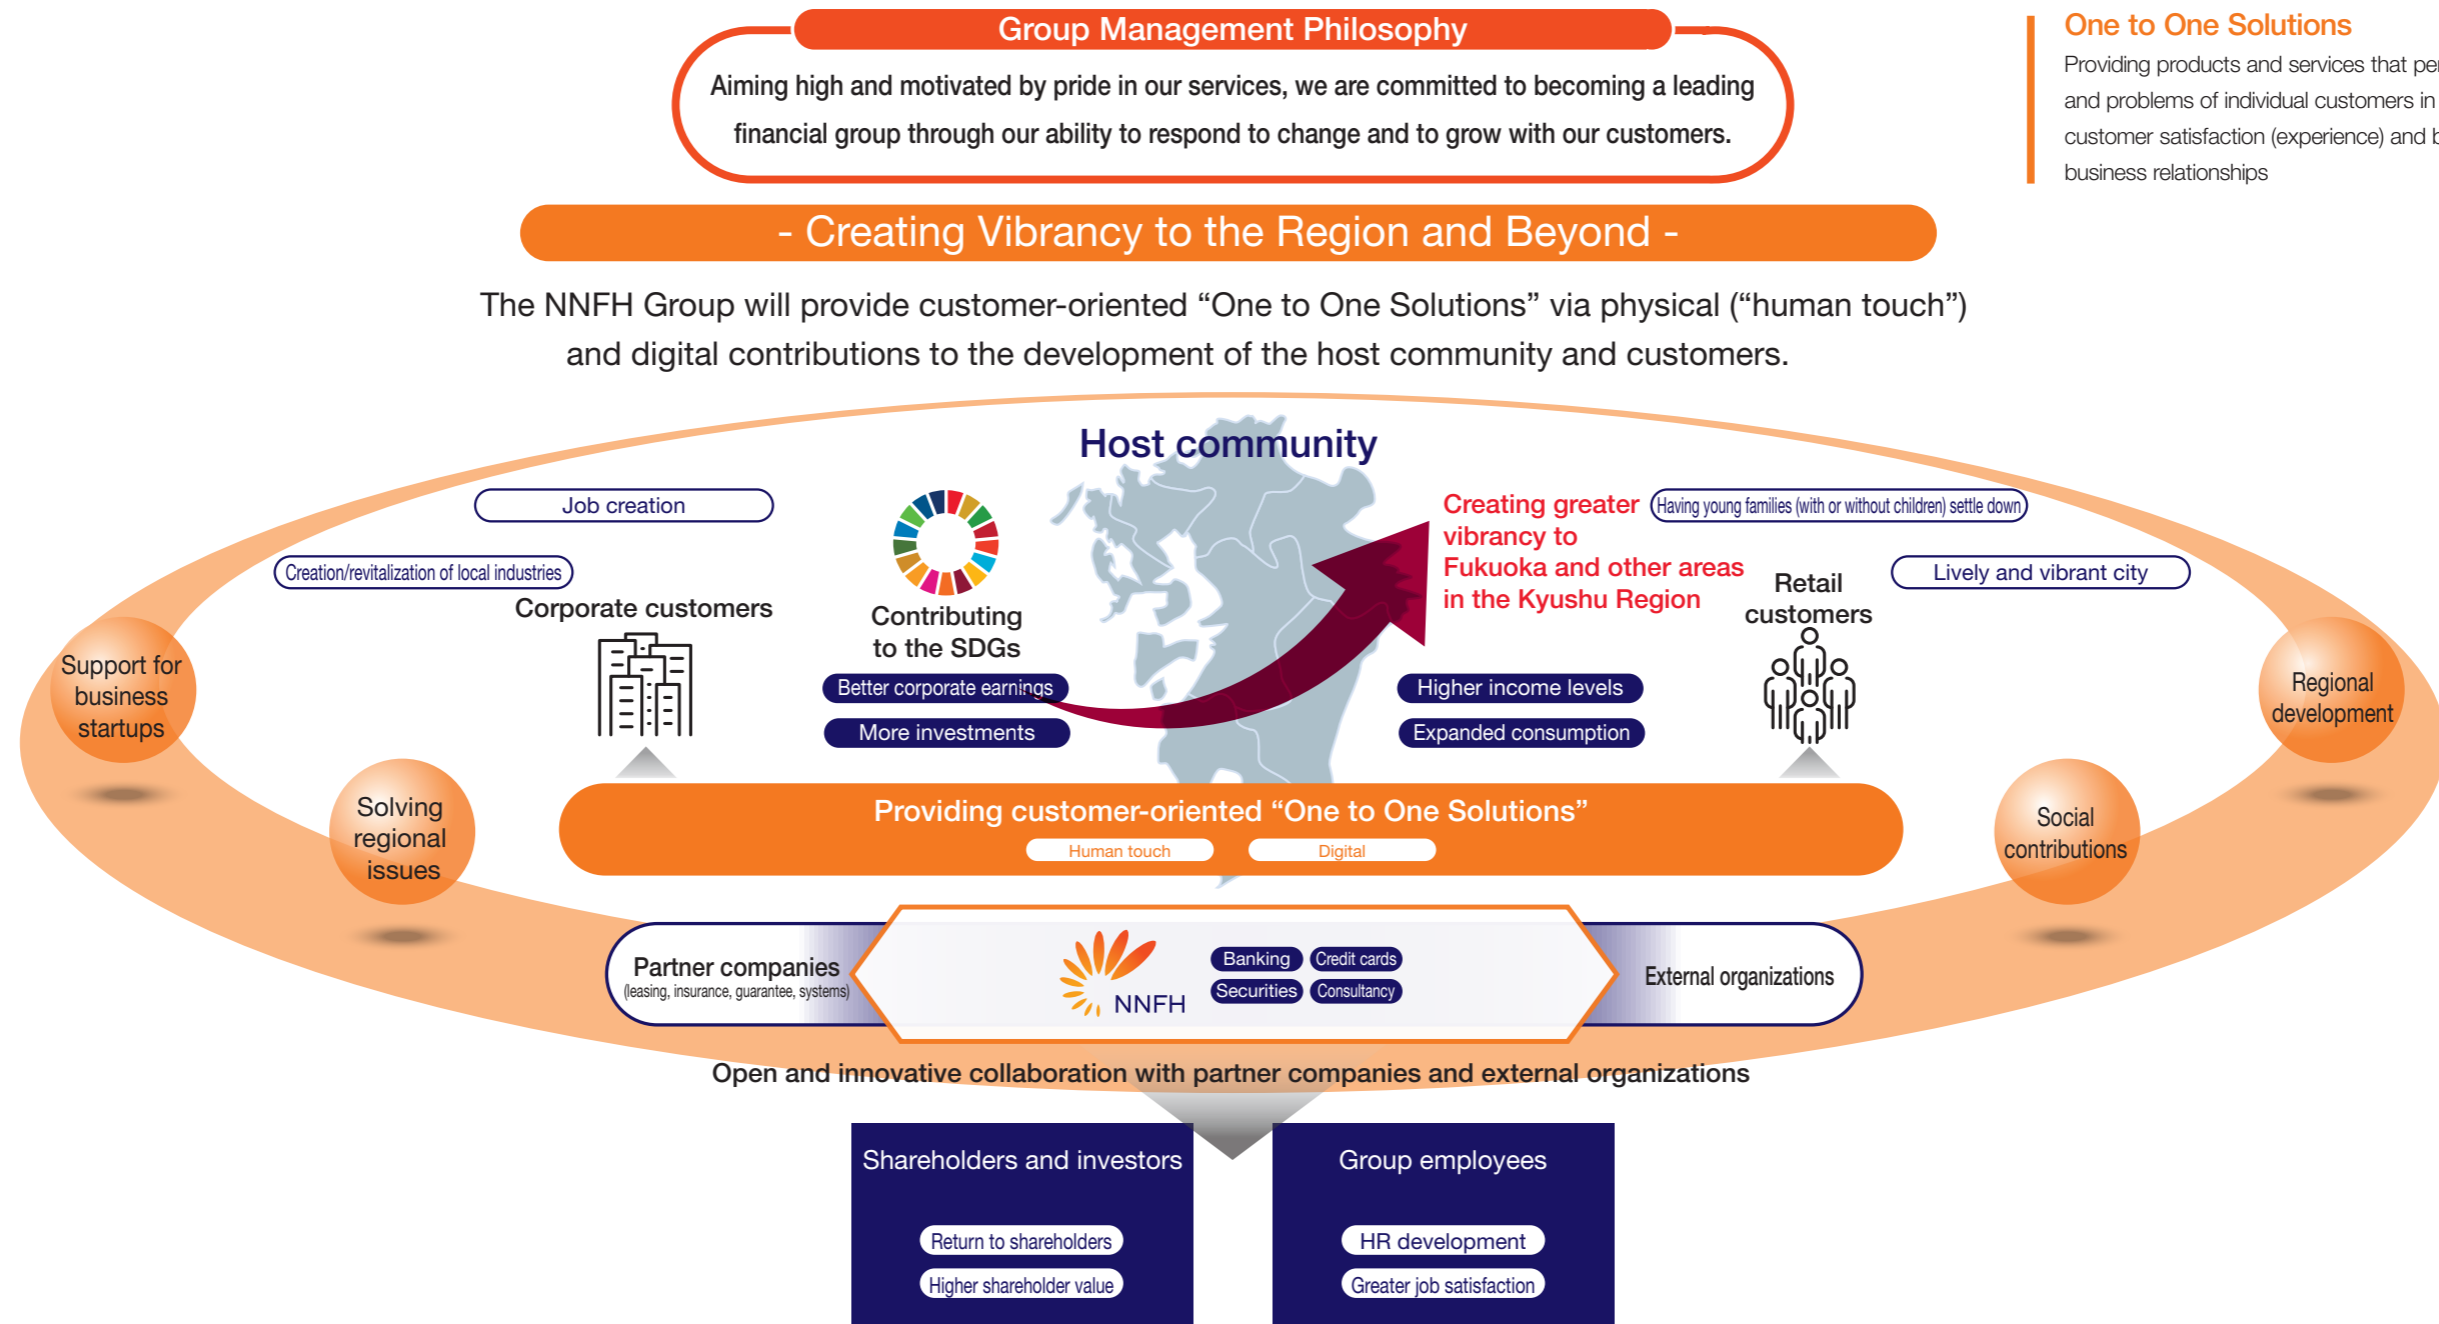 Group Management Philosophy
Aiming high and motivated by pride in our services, we are committed to becoming a leading
financial group through our ability to respond to change and to grow with our customers.
One to One Solutions
Providing products and services that
and problems of individual customers in
customer satisfaction (experience) and
business relationships
- Creating Vibrancy to the Region and Beyond -
The NNFH Group will provide customer-oriented “One to One Solutions” via physical (“human touch”)
and digital contributions to the development of the host community and customers.
Host community
Job creation
Creation/revitalization of local industries
Corporate customers
Contributing
to the SDGs
Better corporate earnings
More investments
Creating greater
vibrancy to
Fukuoka and other areas
in the Kyushu Region
Having young families (with or without children) settle down
Lively and vibrant city
Retail
customers
Higher income levels
Expanded consumption
Support for
business
startups
Solving
regional
issues
Regional
development
Social
contributions
Providing customer-oriented “One to One Solutions”
Human touch
Digital
Partner companies
(leasing, insurance, guarantee, systems)
NNFH
Banking
Credit cards
Securities
Consultancy
External organizations
Open and innovative collaboration with partner companies and external organizations
Shareholders and investors
Return to shareholders
Higher shareholder value
Group employees
HR development
Greater job satisfaction